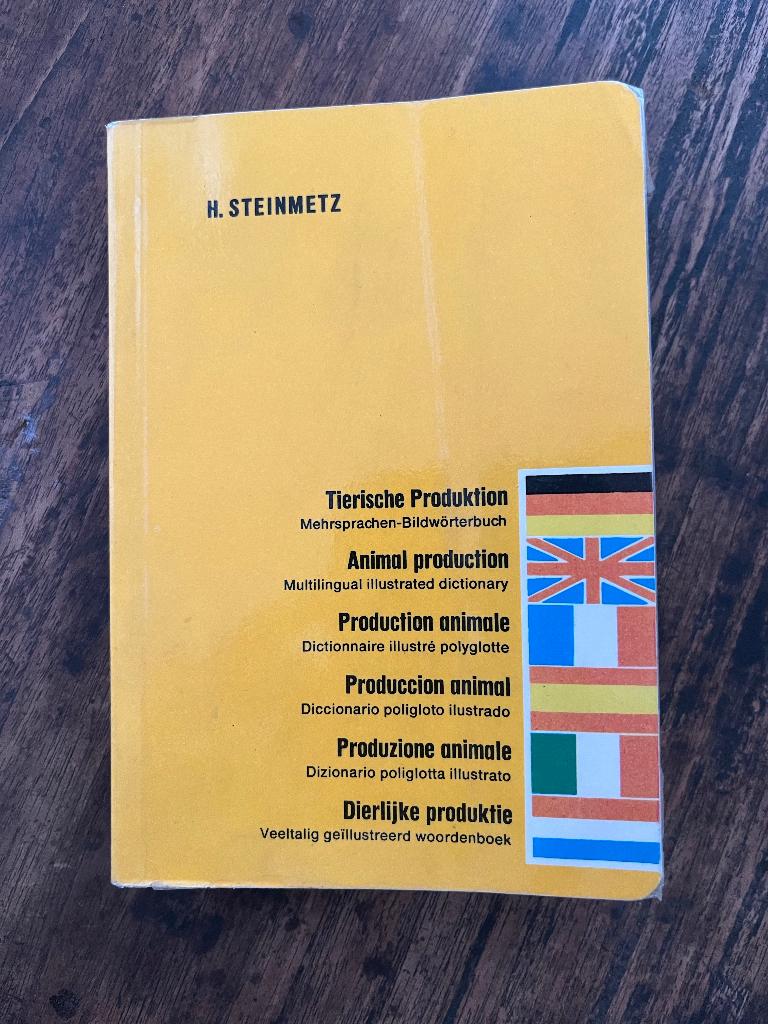 H. STEINMETZ
Tierische Produktion
Mehrsprachen-Bildwörterbuch
Animal production
Multilingual illustrated dictionary
Production animale
Dictionnaire illustré polyglotte
Produccion animal
Diccionario poligloto ilustrado
Produzione animale
Dizionario poliglotta illustrato
Dierlijke produktie
Veeltalig geïllustreerd woordenboek